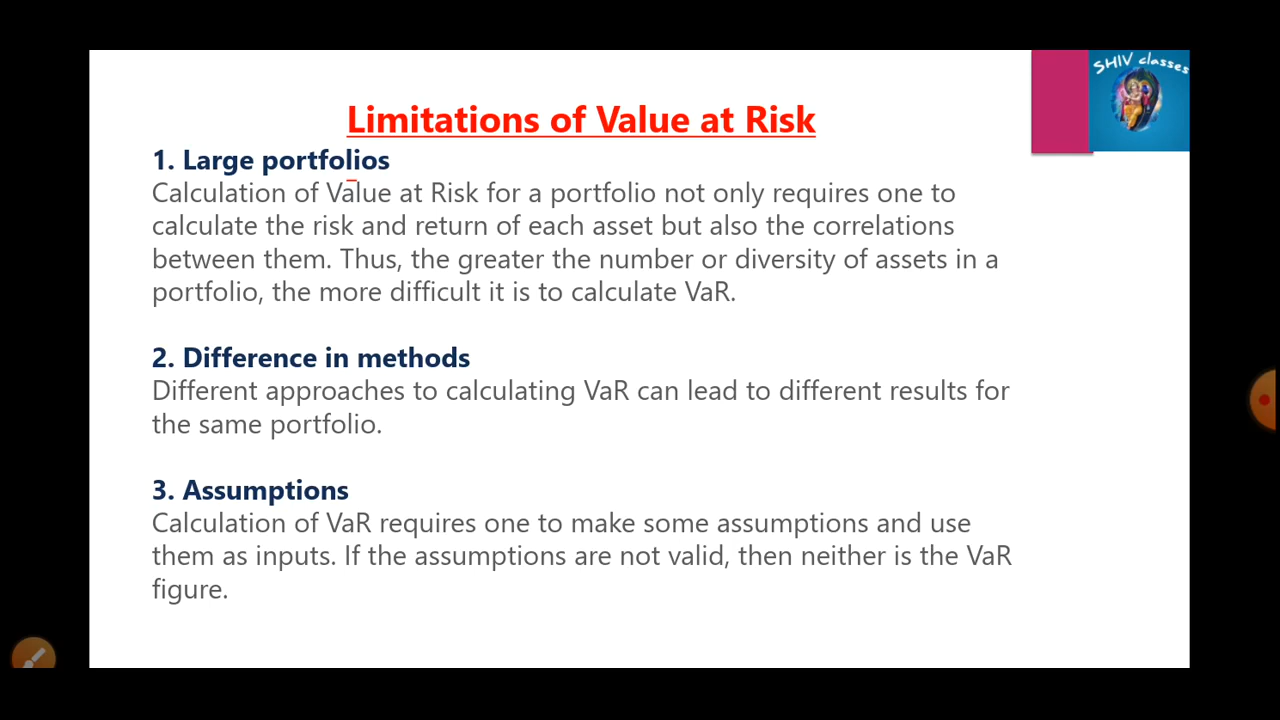 SHIV classes
Limitations of Value at Risk
1. Large portfolios
Calculation of Value at Risk for a portfolio not only requires one to
calculate the risk and return of each asset but also the correlations
between them. Thus, the greater the number or diversity of assets in a
portfolio, the more difficult it is to calculate VaR.
2. Difference in methods
Different approaches to calculating VaR can lead to different results for
the same portfolio.
3. Assumptions
Calculation of VaR requires one to make some assumptions and use
them as inputs. If the assumptions are not valid, then neither is the VaR
figure.